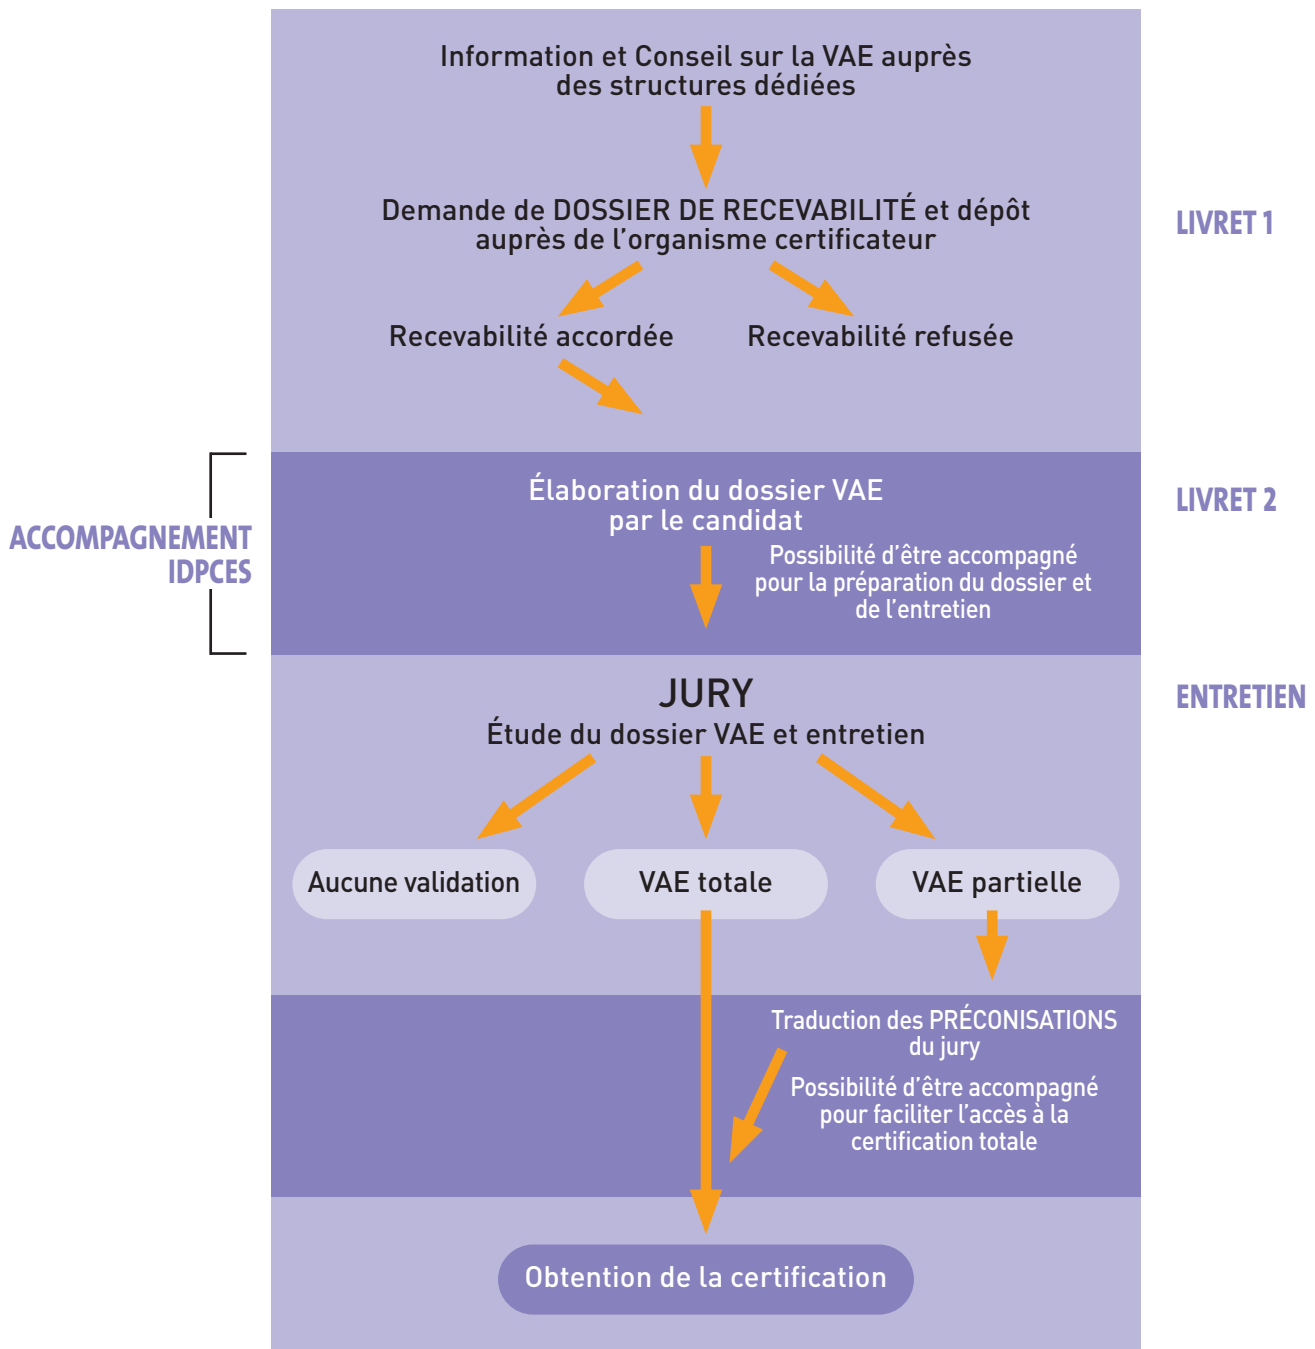 Information et Conseil sur la VAE auprès
des structures dédiées
Demande de DOSSIER DE RECEVABILITÉ et dépôt
auprès de l'organisme certificateur
LIVRET 1
Recevabilité accordée
Recevabilité refusée
Élaboration du dossier VAE
par le candidat
LIVRET 2
ACCOMPAGNEMENT
IDPCES
Possibilité d'être accompagné
pour la préparation du dossier et
de l'entretien
JURY
ENTRETIEN
Étude du dossier VAE et entretien
Aucune validation
VAE totale
VAE partielle
Traduction des PRÉCONISATIONS
du jury
Possibilité d'être accompagné
pour faciliter l'accès à la
certification totale
Obtention de la certification